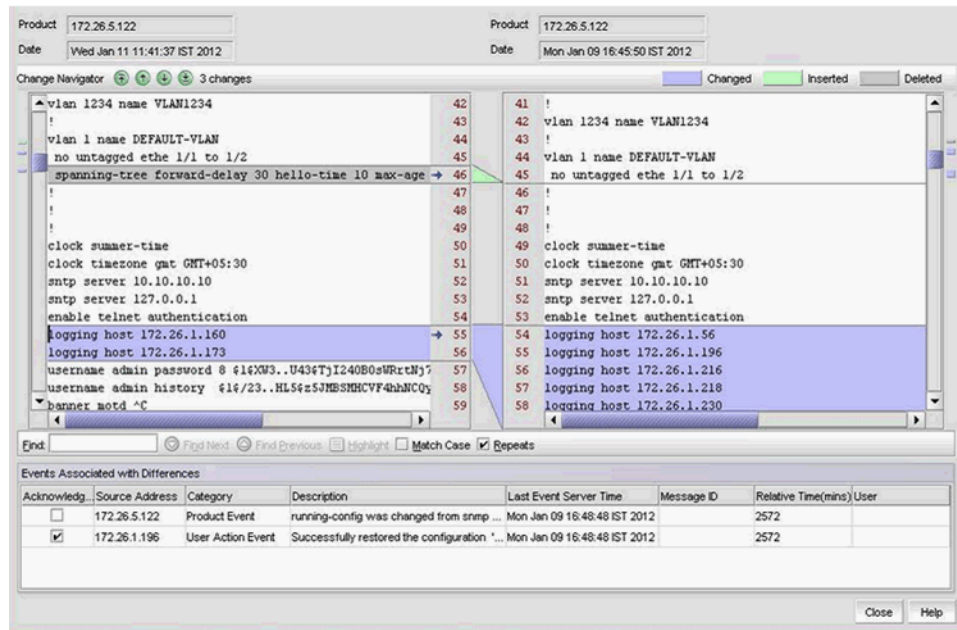 Product 172.26.5.122 Product 172.26.5.122
Date Wed Jan 11 11:41:37 IST 2012 Date Mon Jan 09 16:45:50 IST 2012
Change Navigator 3 changes Changed Inserted Deleted
vlan 1234 name VLAN1234 42
! 43
vlan 1 name DEFAULT-VLAN 44
no untagged ethe 1/1 to 1/2 45
spanning-tree forward-delay 30 hello-time 10 max-age 46
! 47
! 48
! 49
clock summer-time 50
clock timezone gmt GMT+05:30 51
sntp server 10.10.10.10 52
sntp server 127.0.0.1 53
enable telnet authentication 54
logging host 172.26.1.160 55
logging host 172.26.1.173 56
username admin password 8 57
username admin history 58
banner motd ^C 59
41 !
42 vlan 1234 name VLAN1234
43 !
44 vlan 1 name DEFAULT-VLAN
45 no untagged ethe 1/1 to 1/2
46 !
47 !
48 !
49 clock summer-time
50 clock timezone gmt GMT+05:30
51 sntp server 10.10.10.10
52 sntp server 127.0.0.1
53 enable telnet authentication
54 logging host 172.26.1.56
55 logging host 172.26.1.196
56 logging host 172.26.1.216
57 logging host 172.26.1.218
58 logging host 172.26.1.230
Find: Find Next Find Previous Highlight Match Case Repeats
Events Associated with Differences
Acknowledg... Source Address Category Description Last Event Server Time Message ID Relative Time(mins) User
172.26.5.122 Product Event running-config was changed from snmp ... Mon Jan 09 16:48:48 IST 2012 2572
172.26.1.196 User Action Event Successfully restored the configuration '... Mon Jan 09 16:48:48 IST 2012 2572
Close Help